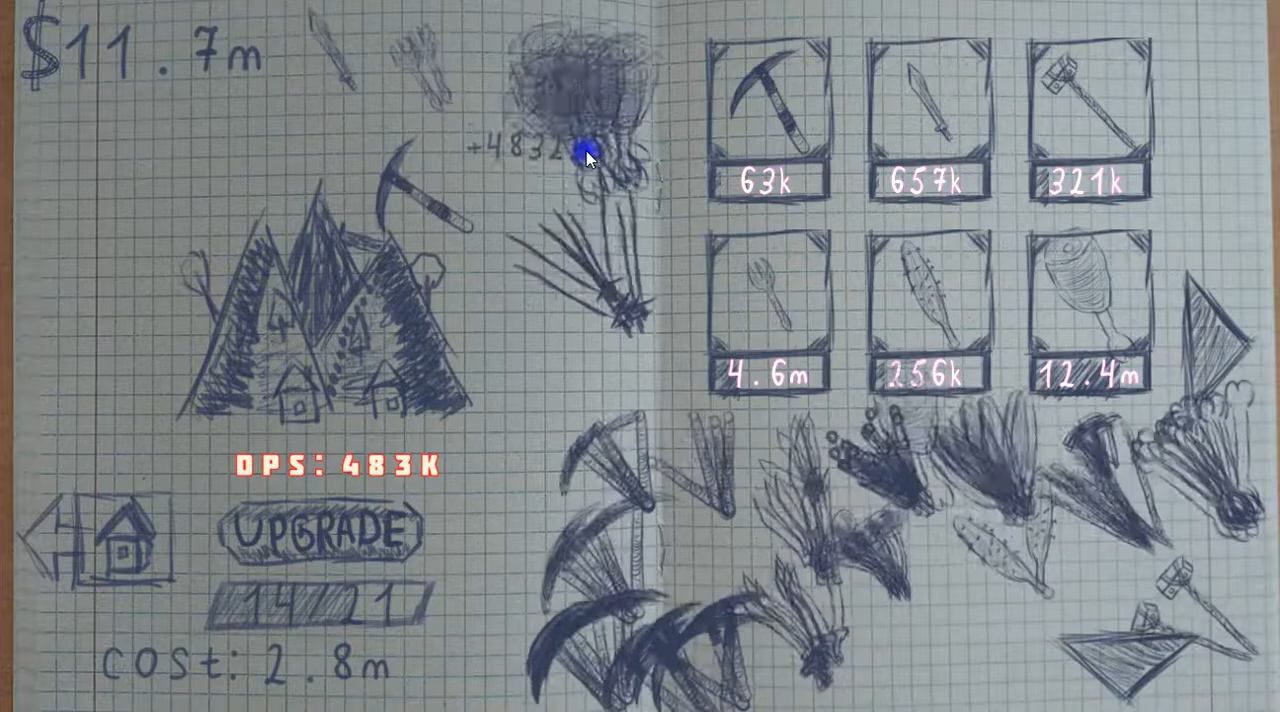 $11.7m
+4832
63k
657k
321k
4.6m
256k
12.4m
DPS: 483K
UPGRADE
14/21
cost: 2.8m